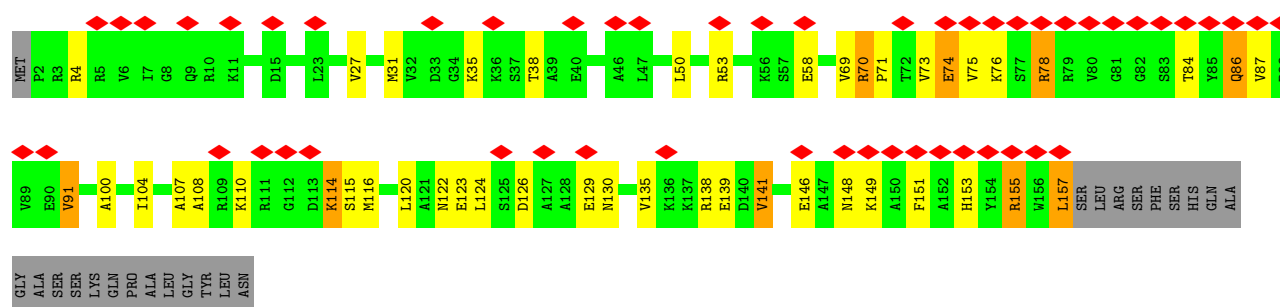 MET P2 R3 R4 R5 V6 I7 G8 Q9 R10 K11 D15 L23 V27 M31 V32 D33 G34 K35 K36 S37 T38 A39 E40 A46 L47 L50 R53 K56 S57 E58 V69 R70 P71 T72 V73 E74 V75 K76 S77 R78 R79 V80 G81 G82 S83 T84 Y85 Q86 V87
V89 E90 V91 A100 I104 A107 A108 R109 K110 R111 G112 D113 K114 S115 M116 L120 A121 N122 E123 L124 S125 D126 A127 A128 E129 N130 V135 K136 K137 R138 E139 D140 V141 E146 A147 N148 K149 A150 F151 A152 H153 Y154 R155 W156 L157 SER LEU ARG SER PHE SER HIS GLN ALA
GLY ALA SER SER LYS GLN PRO ALA LEU GLY TYR LEU ASN